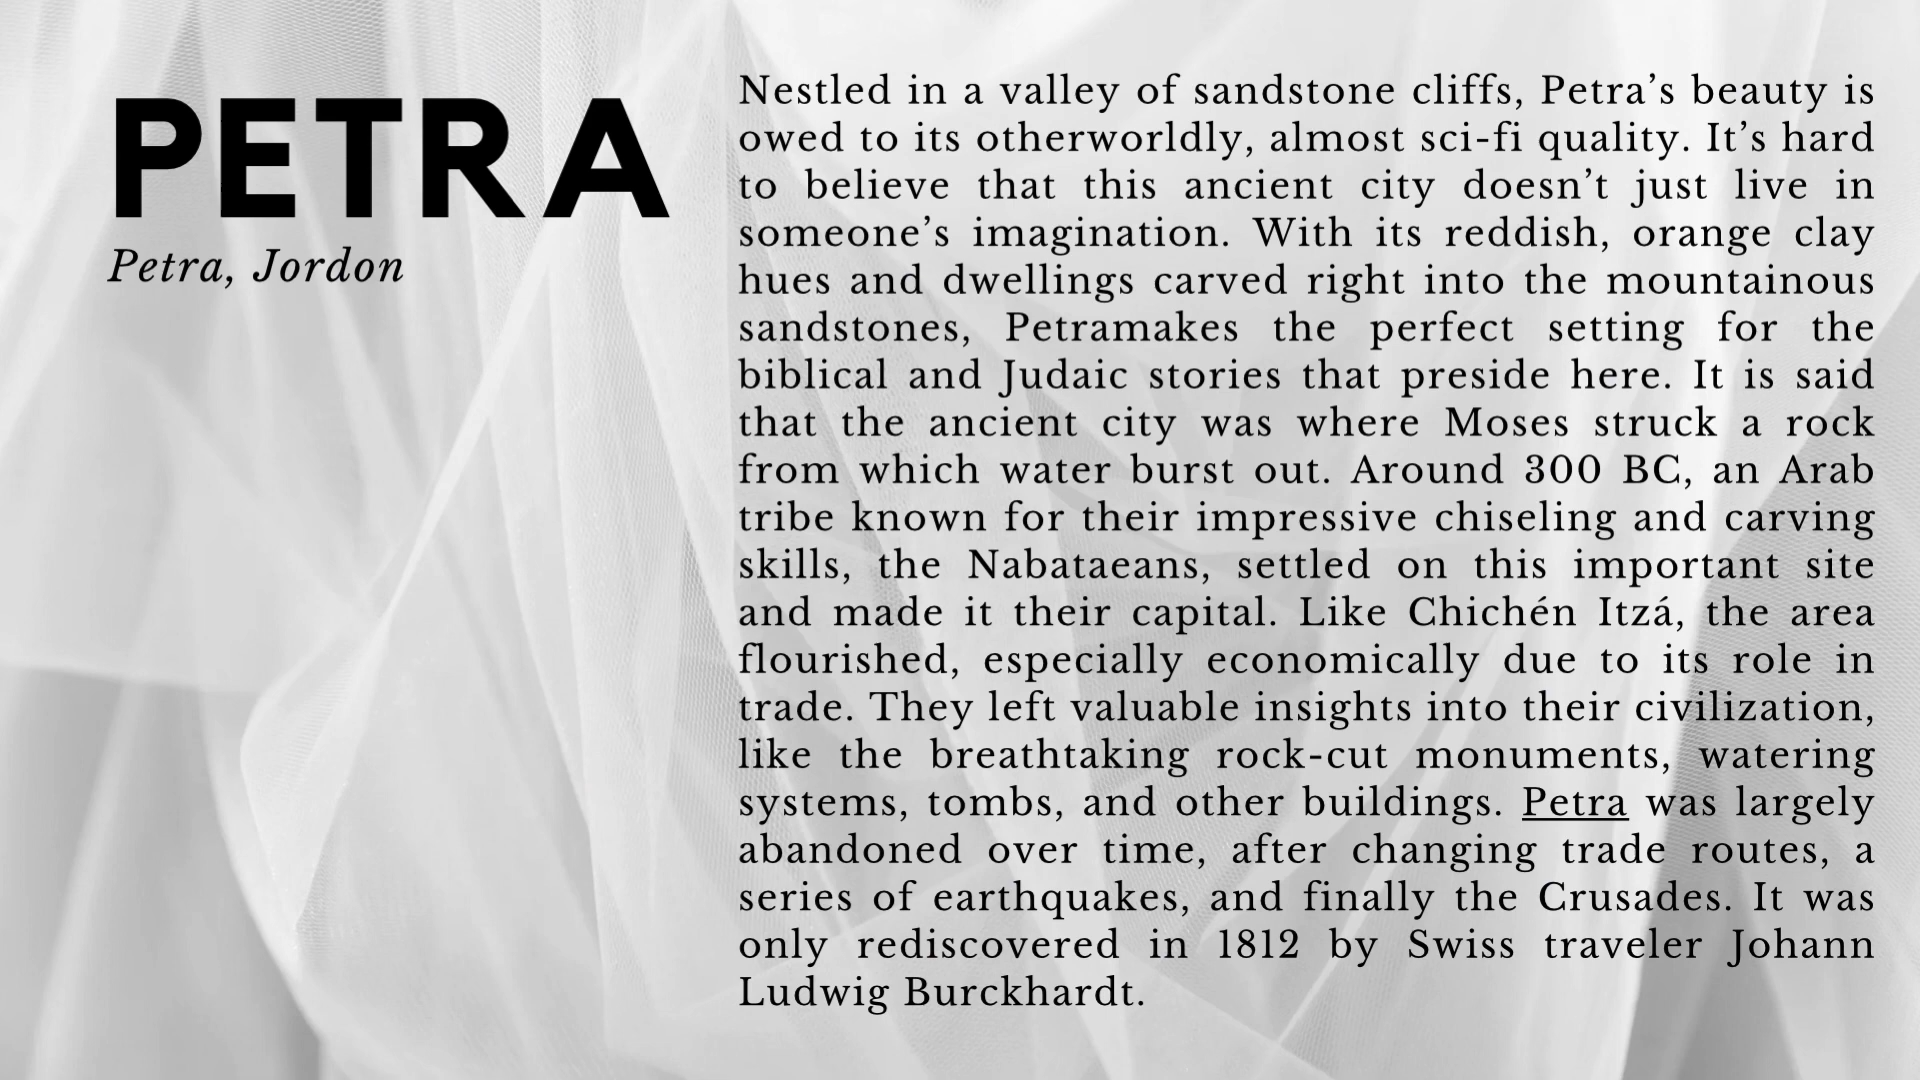 PETRA
Petra, Jordon
Nestled in a valley of sandstone cliffs, Petra’s beauty is
owed to its otherworldly, almost sci-fi quality. It’s hard
to believe that this ancient city doesn’t just live in
someone’s imagination. With its reddish, orange clay
hues and dwellings carved right into the mountainous
sandstones, Petramakes the perfect setting for the
biblical and Judaic stories that preside here. It is said
that the ancient city was where Moses struck a rock
from which water burst out. Around 300 BC, an Arab
tribe known for their impressive chiseling and carving
skills, the Nabataeans, settled on this important site
and made it their capital. Like Chichén Itzá, the area
flourished, especially economically due to its role in
trade. They left valuable insights into their civilization,
like the breathtaking rock-cut monuments, watering
systems, tombs, and other buildings. Petra was largely
abandoned over time, after changing trade routes, a
series of earthquakes, and finally the Crusades. It was
only rediscovered in 1812 by Swiss traveler Johann
Ludwig Burckhardt.